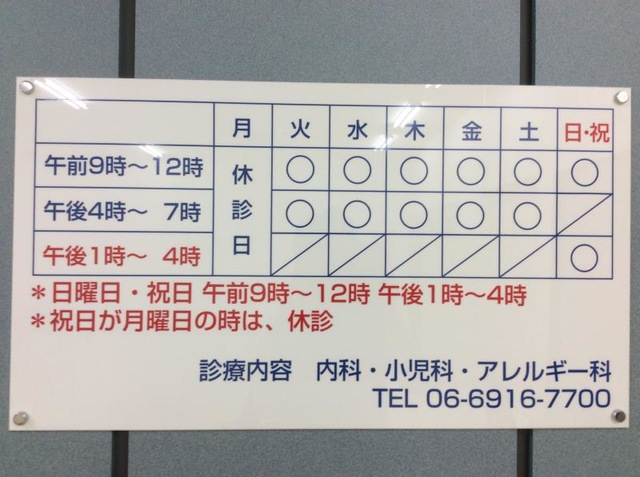 月 火 水 木 金 土 日・祝
午前9時～12時 休診日 ○ ○ ○ ○ ○ ○
午後4時～ 7時 ○ ○ ○ ○ ○ ／
午後1時～ 4時 ／ ／ ／ ／ ／ ○
＊日曜日・祝日 午前9時～12時 午後1時～4時
＊祝日が月曜日の時は、休診
診療内容 内科・小児科・アレルギー科
TEL 06-6916-7700